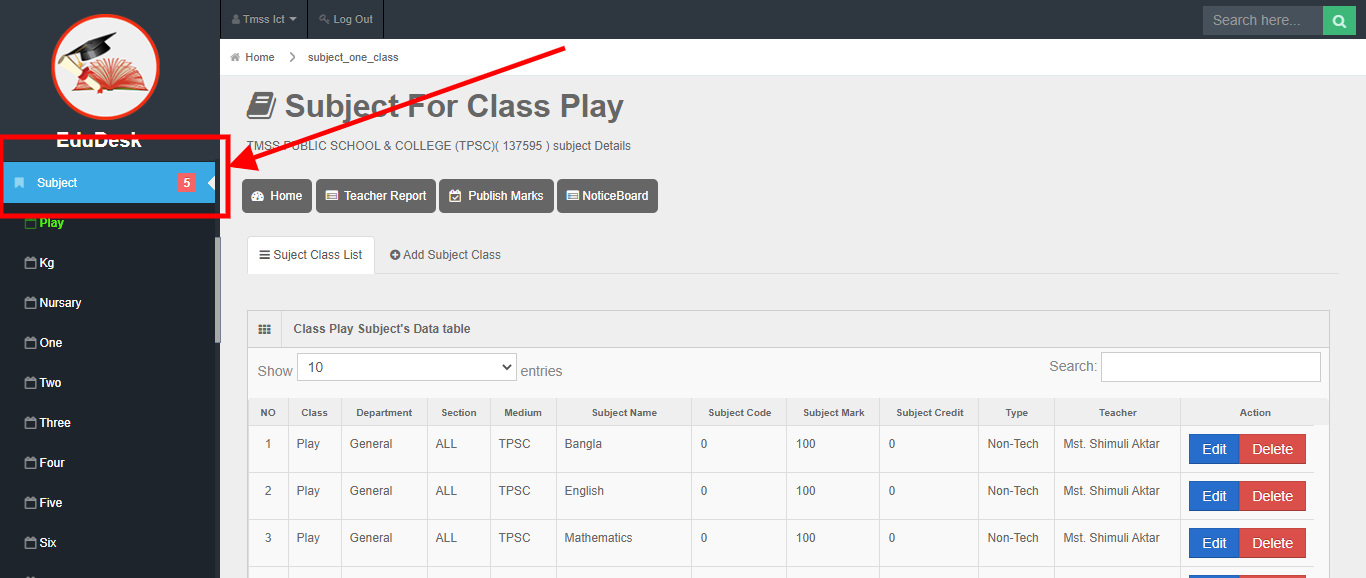 Tmss Ict
Log Out
Search here...
EduDesk
Home
subject_one_class
Subject For Class Play
TMSS PUBLIC SCHOOL & COLLEGE (TPSC)( 137595 ) subject Details
Subject 5
Play
Kg
Nursary
One
Two
Three
Four
Five
Six
Home Teacher Report Publish Marks NoticeBoard
Suject Class List Add Subject Class
Class Play Subject's Data table
Show 10 entries Search:
NO Class Department Section Medium Subject Name Subject Code Subject Mark Subject Credit Type Teacher Action
1 Play General ALL TPSC Bangla 0 100 0 Non-Tech Mst. Shimuli Aktar Edit Delete
2 Play General ALL TPSC English 0 100 0 Non-Tech Mst. Shimuli Aktar Edit Delete
3 Play General ALL TPSC Mathematics 0 100 0 Non-Tech Mst. Shimuli Aktar Edit Delete